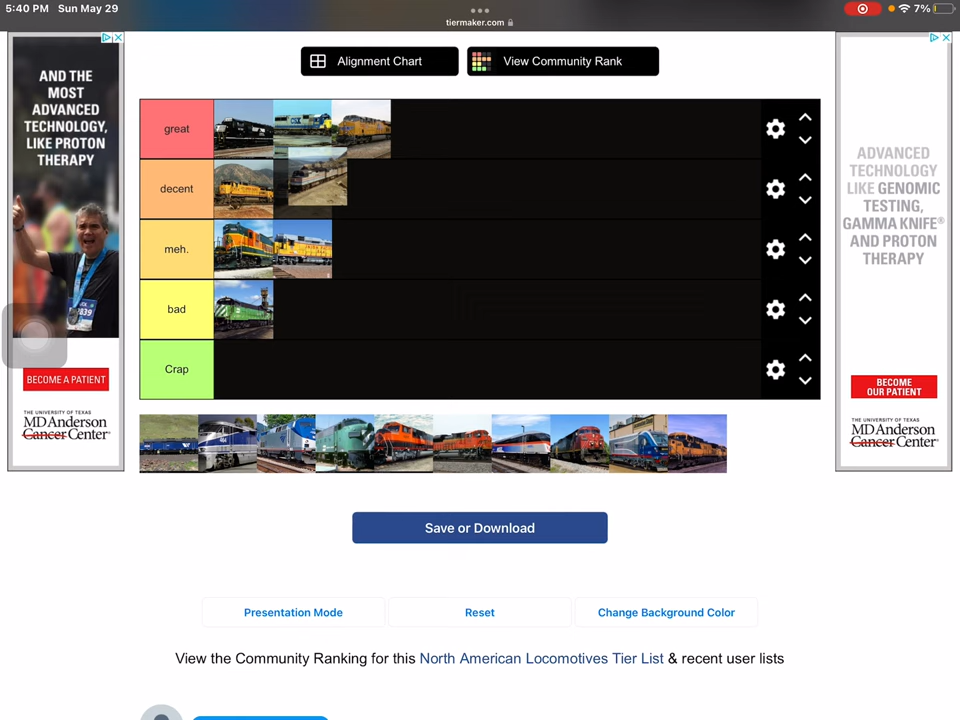 5:40 PM Sun May 29
7%
tiermaker.com
Alignment Chart
View Community Rank
AND THE
MOST
ADVANCED
TECHNOLOGY,
LIKE PROTON
THERAPY
BECOME A PATIENT
THE UNIVERSITY OF TEXAS
MD Anderson
Cancer Center®
great
decent
meh.
bad
Crap
ADVANCED
TECHNOLOGY
LIKE GENOMIC
TESTING,
GAMMA KNIFE®
AND PROTON
THERAPY
BECOME
OUR PATIENT
THE UNIVERSITY OF TEXAS
MD Anderson
Cancer Center®
Save or Download
Presentation Mode
Reset
Change Background Color
View the Community Ranking for this North American Locomotives Tier List & recent user lists